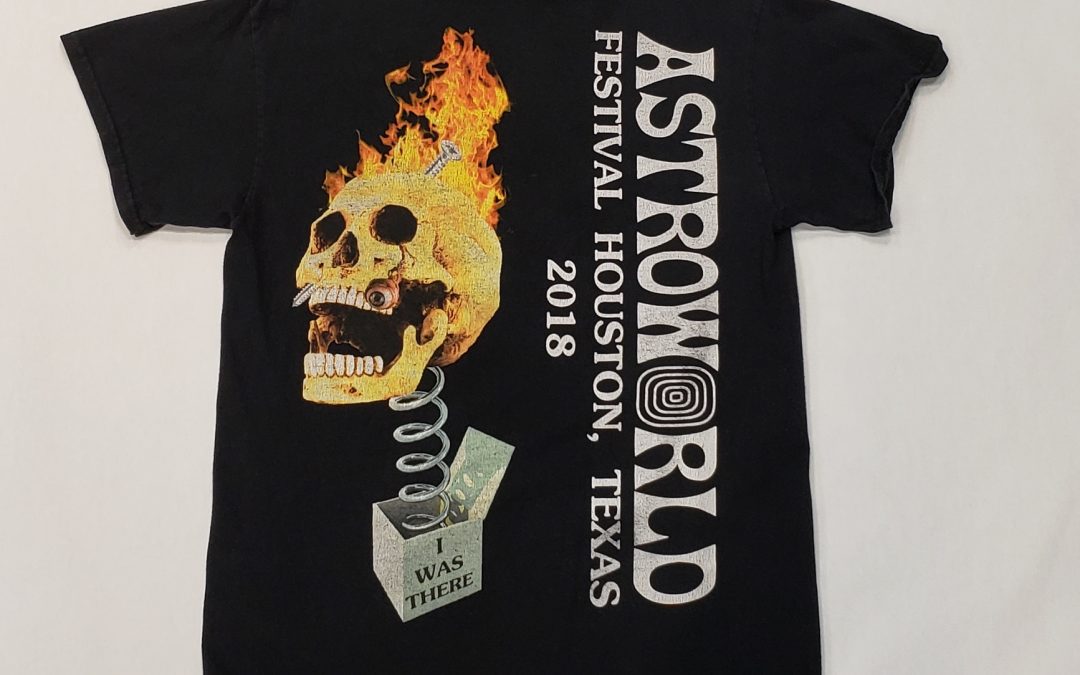 ASTROWORLD
FESTIVAL HOUSTON, TEXAS
2018
I
WAS
THERE